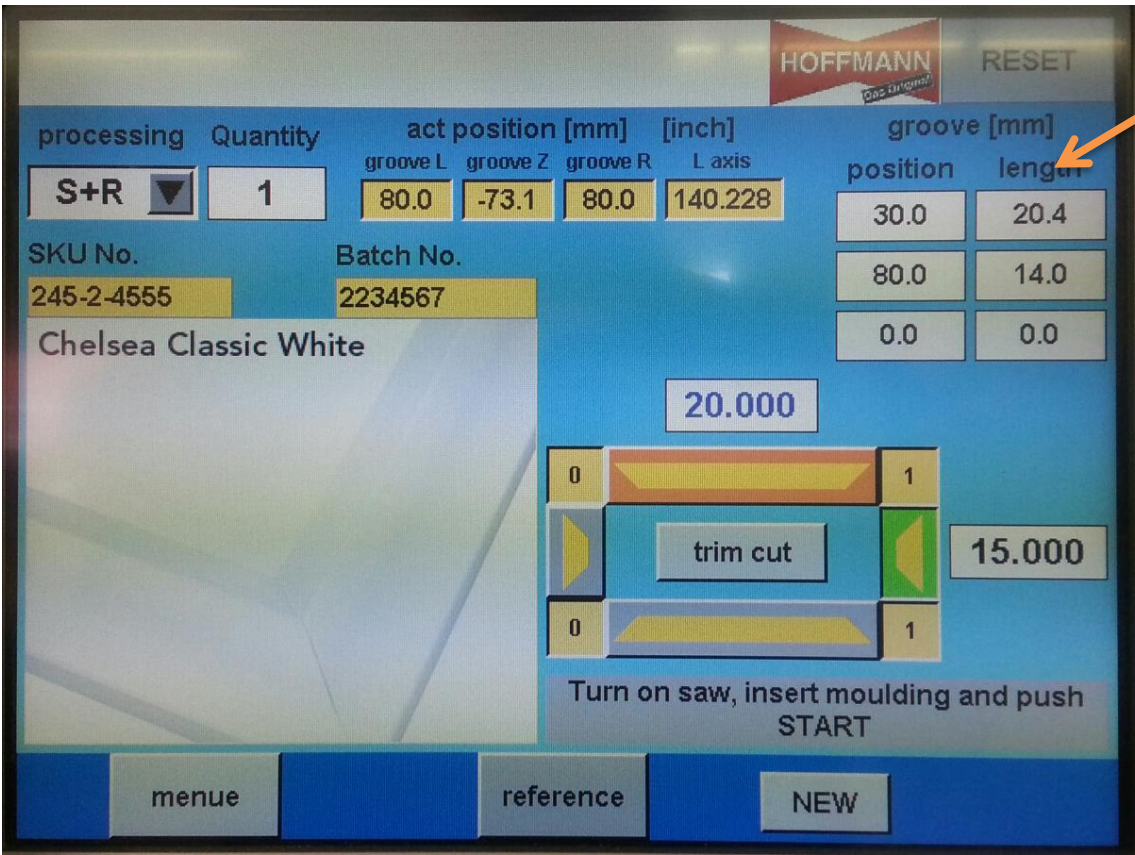 HOFFMANN
Das Original
RESET
processing Quantity
act position [mm] [inch]
groove [mm]
groove L groove Z groove R L axis
position length
S+R 1
80.0 -73.1 80.0 140.228
30.0 20.4
SKU No. Batch No.
80.0 14.0
245-2-4555 2234567
0.0 0.0
Chelsea Classic White
20.000
0 1
trim cut
15.000
0 1
Turn on saw, insert moulding and push
START
menue reference NEW